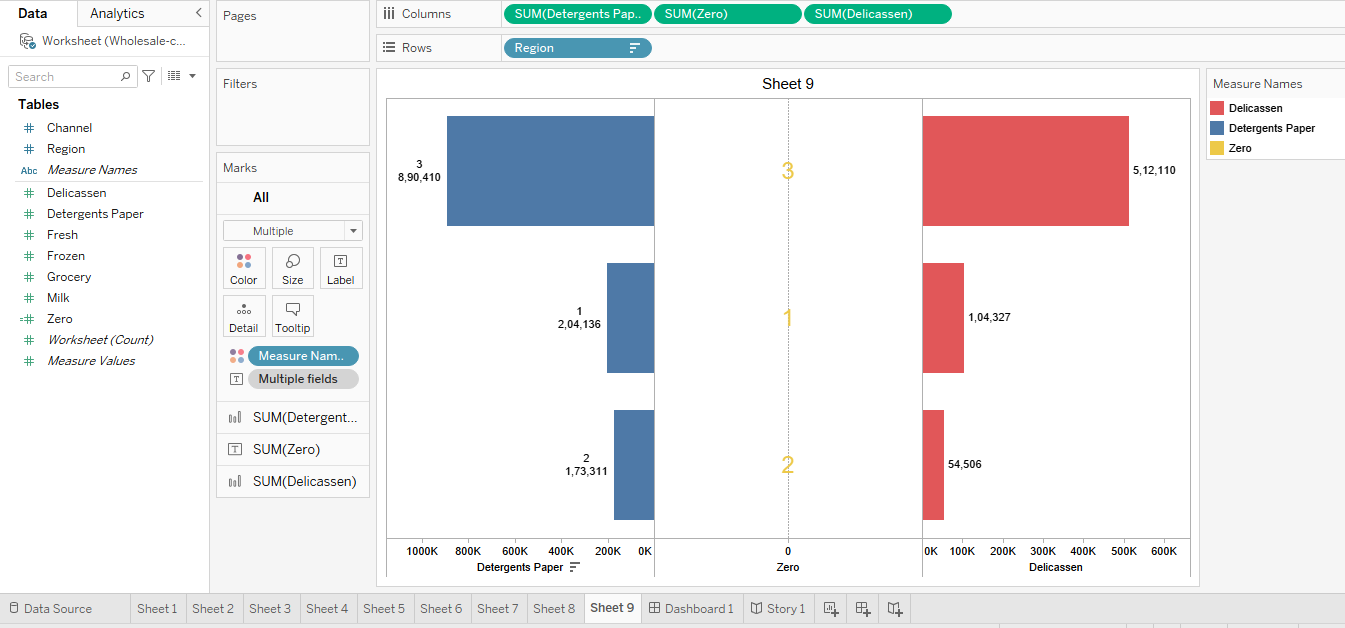 Data
Analytics
Worksheet (Wholesale-c...
Search
Tables
Channel
Region
Abc Measure Names
Delicassen
Detergents Paper
Fresh
Frozen
Grocery
Milk
Zero
Worksheet (Count)
Measure Values
Pages
Filters
Marks
All
Multiple
Color Size Label
Detail Tooltip
Measure Nam..
Multiple fields
SUM(Detergent...
SUM(Zero)
SUM(Delicassen)
Columns SUM(Detergents Pap.. SUM(Zero) SUM(Delicassen)
Rows Region
Sheet 9
3
8,90,410
3
5,12,110
1
2,04,136
1
1,04,327
2
1,73,311
2
54,506
1000K 800K 600K 400K 200K 0K
Detergents Paper
0
Zero
0K 100K 200K 300K 400K 500K 600K
Delicassen
Measure Names
Delicassen
Detergents Paper
Zero
Data Source Sheet 1 Sheet 2 Sheet 3 Sheet 4 Sheet 5 Sheet 6 Sheet 7 Sheet 8 Sheet 9 Dashboard 1 Story 1